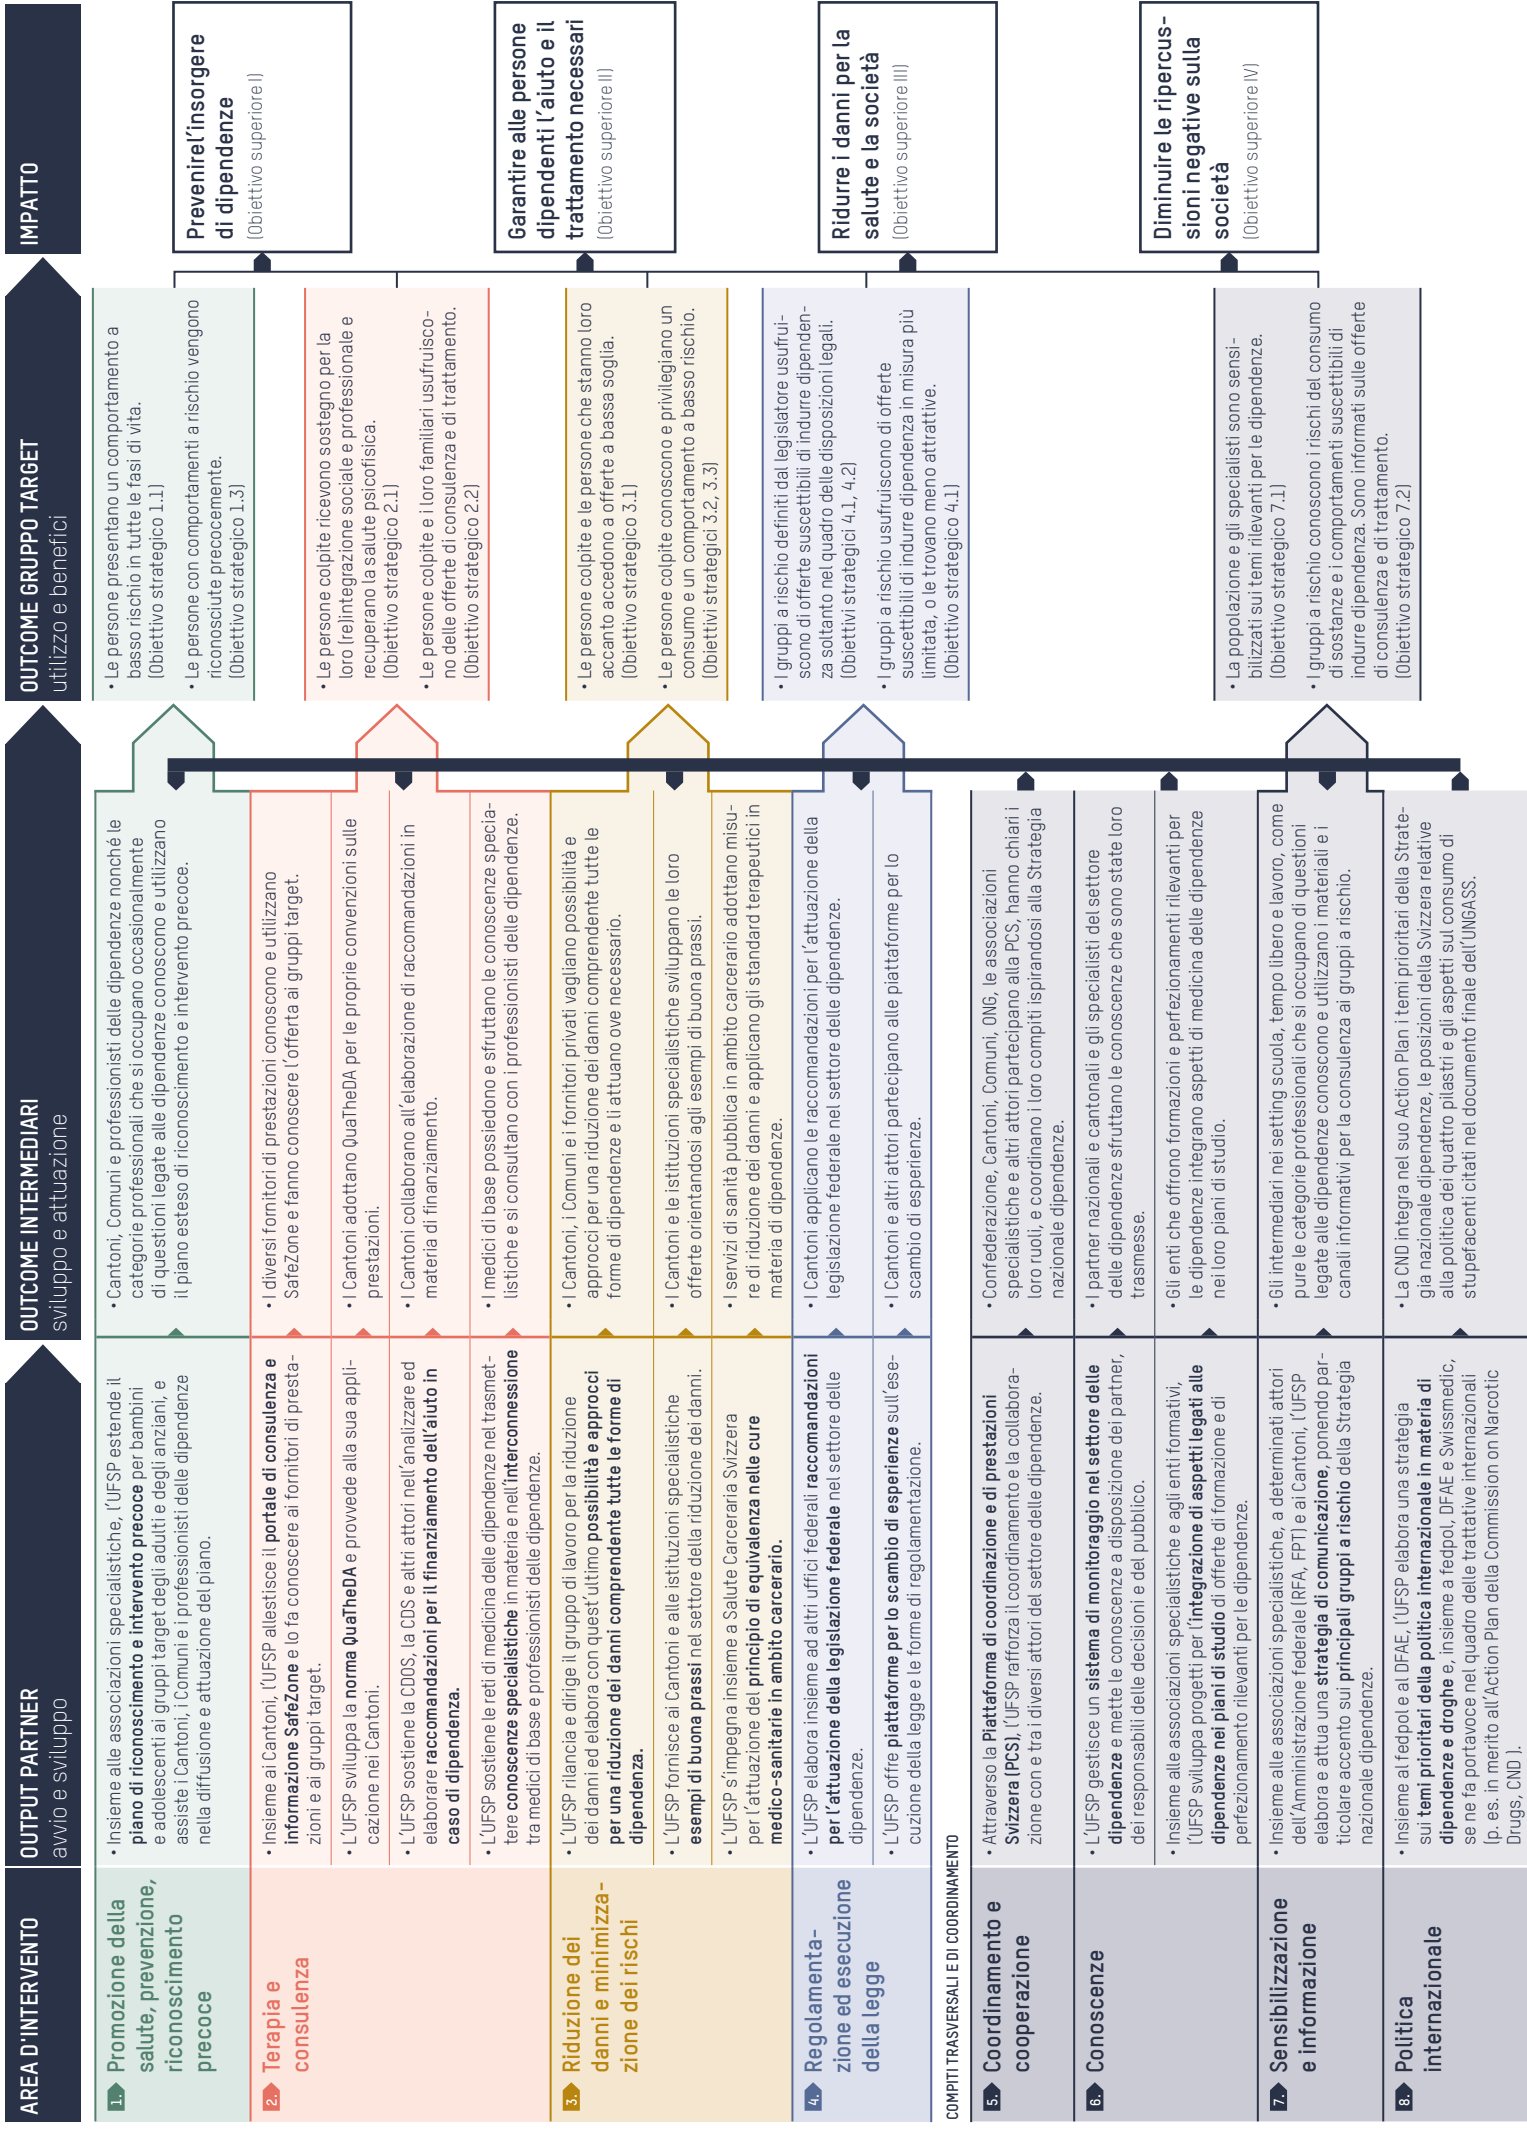 AREA D'INTERVENTO
OUTPUT PARTNER
avvio e sviluppo
OUTCOME INTERMEDIARI
sviluppo e attuazione
OUTCOME GRUPPO TARGET
utilizzo e benefici
IMPATTO
1. Promozione della
salute, prevenzione,
riconoscimento
precoce
• Insieme alle associazioni specialistiche, l'UFSP estende il
piano di riconoscimento e intervento precoce per bambini
e adolescenti ai gruppi target degli adulti e degli anziani, e
assiste i Cantoni, i Comuni e i professionisti delle dipendenze
nella diffusione e attuazione del piano.
• Cantoni, Comuni e professionisti delle dipendenze nonché le
categorie professionali che si occupano occasionalmente
di questioni legate alle dipendenze conoscono e utilizzano
il piano esteso di riconoscimento e intervento precoce.
• Le persone presentano un comportamento a
basso rischio in tutte le fasi di vita.
(Obiettivo strategico 1.1)
• Le persone con comportamenti a rischio vengono
riconosciute precocemente.
(Obiettivo strategico 1.3)
2. Terapia e
consulenza
• Insieme ai Cantoni, l'UFSP allestisce il portale di consulenza e
informazione SafeZone e lo fa conoscere ai fornitori di presta-
zioni e ai gruppi target.
• I diversi fornitori di prestazioni conoscono e utilizzano
SafeZone e fanno conoscere l'offerta ai gruppi target.
• L'UFSP sviluppa la norma QuaTheDA e provvede alla sua appli-
cazione nei Cantoni.
• I Cantoni adottano QuaTheDA per le proprie convenzioni sulle
prestazioni.
• L'UFSP sostiene la CDOS, la CDS e altri attori nell'analizzare ed
elaborare raccomandazioni per il finanziamento dell'aiuto in
caso di dipendenza.
• I Cantoni collaborano all'elaborazione di raccomandazioni in
materia di finanziamento.
• L'UFSP sostiene le reti di medicina delle dipendenze nel trasmet-
tere conoscenze specialistiche in materia e nell'interconnessione
tra medici di base e professionisti delle dipendenze.
• I medici di base possiedono e sfruttano le conoscenze specia-
listiche e si consultano con i professionisti delle dipendenze.
• Le persone colpite ricevono sostegno per la
loro (re)integrazione sociale e professionale e
recuperano la salute psicofisica.
(Obiettivo strategico 2.1)
• Le persone colpite e i loro familiari usufruisco-
no delle offerte di consulenza e di trattamento.
(Obiettivo strategico 2.2)
3. Riduzione dei
danni e minimizza-
zione dei rischi
• L'UFSP rilancia e dirige il gruppo di lavoro per la riduzione
dei danni ed elabora con quest'ultimo possibilità e approcci
per una riduzione dei danni comprendente tutte le forme di
dipendenza.
• I Cantoni, i Comuni e i fornitori privati vagliano possibilità e
approcci per una riduzione dei danni comprendente tutte le
forme di dipendenze e li attuano ove necessario.
• L'UFSP fornisce ai Cantoni e alle istituzioni specialistiche
esempi di buona prassi nel settore della riduzione dei danni.
• I Cantoni e le istituzioni specialistiche sviluppano le loro
offerte orientandosi agli esempi di buona prassi.
• L'UFSP s'impegna insieme a Salute Carceraria Svizzera
per l'attuazione del principio di equivalenza nelle cure
medico-sanitarie in ambito carcerario.
• I servizi di sanità pubblica in ambito carcerario adottano misu-
re di riduzione dei danni e applicano gli standard terapeutici in
materia di dipendenze.
• Le persone colpite e le persone che stanno loro
accanto accedono a offerte a bassa soglia.
(Obiettivo strategico 3.1)
• Le persone colpite conoscono e privilegiano un
consumo e un comportamento a basso rischio.
(Obiettivi strategici 3.2, 3.3)
4. Regolamenta-
zione ed esecuzione
della legge
• L'UFSP elabora insieme ad altri uffici federali raccomandazioni
per l'attuazione della legislazione federale nel settore delle
dipendenze.
• I Cantoni applicano le raccomandazioni per l'attuazione della
legislazione federale nel settore delle dipendenze.
• L'UFSP offre piattaforme per lo scambio di esperienze sull'ese-
cuzione della legge e le forme di regolamentazione.
• I Cantoni e altri attori partecipano alle piattaforme per lo
scambio di esperienze.
• I gruppi a rischio definiti dal legislatore usufrui-
scono di offerte suscettibili di indurre dipenden-
za soltanto nel quadro delle disposizioni legali.
(Obiettivi strategici 4.1, 4.2)
• I gruppi a rischio usufruiscono di offerte
suscettibili di indurre dipendenza in misura più
limitata, o le trovano meno attrattive.
(Obiettivo strategico 4.1)
COMPITI TRASVERSALI E DI COORDINAMENTO
5. Coordinamento e
cooperazione
• Attraverso la Piattaforma di coordinazione e di prestazioni
Svizzera (PCS), l'UFSP rafforza il coordinamento e la collabora-
zione con e tra i diversi attori del settore delle dipendenze.
• Confederazione, Cantoni, Comuni, ONG, le associazioni
specialistiche e altri attori partecipano alla PCS, hanno chiari i
loro ruoli, e coordinano i loro compiti ispirandosi alla Strategia
nazionale dipendenze.
6. Conoscenze
• L'UFSP gestisce un sistema di monitoraggio nel settore delle
dipendenze e mette le conoscenze a disposizione dei partner,
dei responsabili delle decisioni e del pubblico.
• I partner nazionali e cantonali e gli specialisti del settore
delle dipendenze sfruttano le conoscenze che sono state loro
trasmesse.
• Insieme alle associazioni specialistiche e agli enti formativi,
l'UFSP sviluppa progetti per l'integrazione di aspetti legati alle
dipendenze nei piani di studio di offerte di formazione e di
perfezionamento rilevanti per le dipendenze.
• Gli enti che offrono formazioni e perfezionamenti rilevanti per
le dipendenze integrano aspetti di medicina delle dipendenze
nei loro piani di studio.
7. Sensibilizzazione
e informazione
• Insieme alle associazioni specialistiche, a determinati attori
dell'Amministrazione federale (RFA, FPT) e ai Cantoni, l'UFSP
elabora e attua una strategia di comunicazione, ponendo par-
ticolare accento sui principali gruppi a rischio della Strategia
nazionale dipendenze.
• Gli intermediari nei setting scuola, tempo libero e lavoro, come
pure le categorie professionali che si occupano di questioni
legate alle dipendenze conoscono e utilizzano i materiali e i
canali informativi per la consulenza ai gruppi a rischio.
• La popolazione e gli specialisti sono sensi-
bilizzati sui temi rilevanti per le dipendenze.
(Obiettivo strategico 7.1)
• I gruppi a rischio conoscono i rischi del consumo
di sostanze e i comportamenti suscettibili di
indurre dipendenza. Sono informati sulle offerte
di consulenza e di trattamento.
(Obiettivo strategico 7.2)
8. Politica
internazionale
• Insieme al fedpol e al DFAE, l'UFSP elabora una strategia
sui temi prioritari della politica internazionale in materia di
dipendenze e droghe e, insieme a fedpol, DFAE e Swissmedic,
se ne fa portavoce nel quadro delle trattative internazionali
(p. es. in merito all'Action Plan della Commission on Narcotic
Drugs, CND ).
• La CND integra nel suo Action Plan i temi prioritari della Strate-
gia nazionale dipendenze, le posizioni della Svizzera relative
alla politica dei quattro pilastri e gli aspetti sul consumo di
stupefacenti citati nel documento finale dell'UNGASS.
Prevenire l'insorgere
di dipendenze
(Obiettivo superiore I)
Garantire alle persone
dipendenti l'aiuto e il
trattamento necessari
(Obiettivo superiore II)
Ridurre i danni per la
salute e la società
(Obiettivo superiore III)
Diminuire le ripercus-
sioni negative sulla
società
(Obiettivo superiore IV)